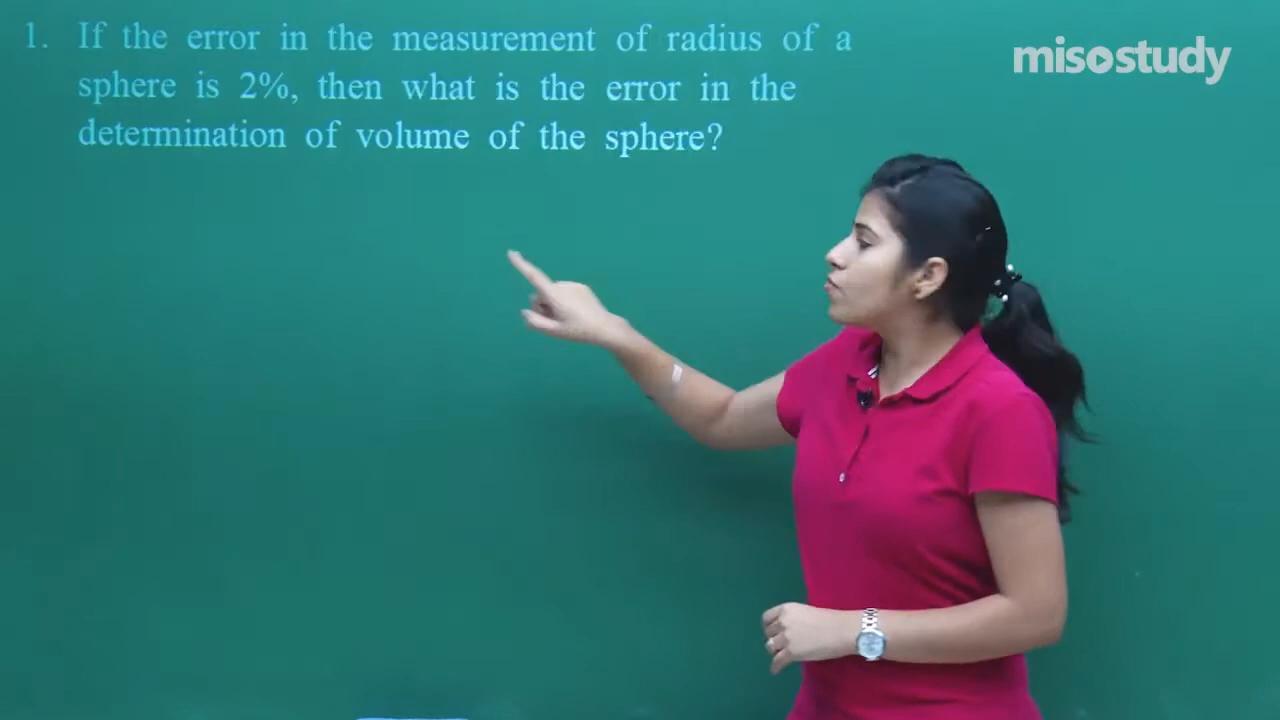 1. If the error in the measurement of radius of a
sphere is 2%, then what is the error in the
determination of volume of the sphere?
misostudy